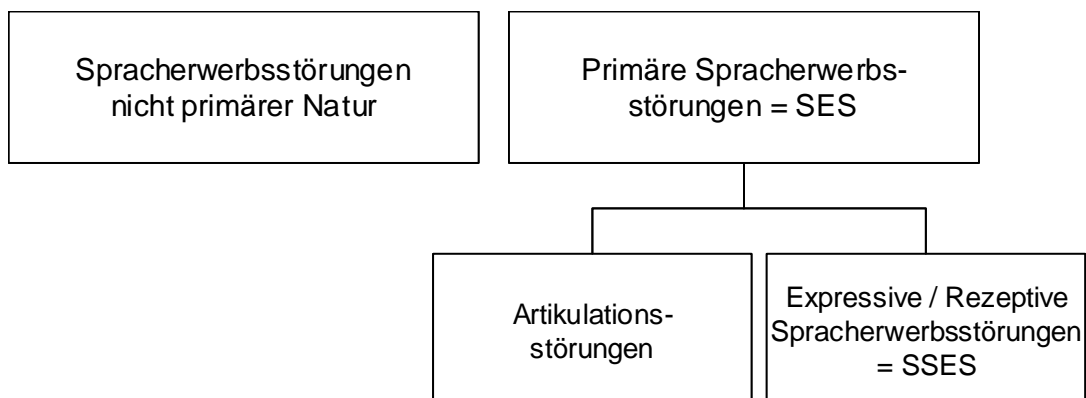 Spracherwerbsstörungen
nicht primärer Natur
Primäre Spracherwerbs-
störungen = SES
Artikulations-
störungen
Expressive / Rezeptive
Spracherwerbsstörungen
= SSES